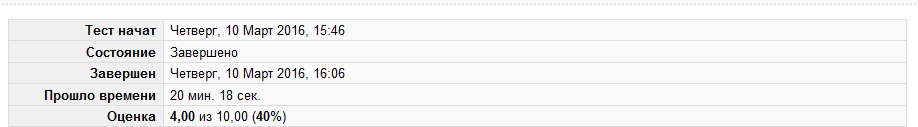 Тест начат Четверг, 10 Март 2016, 15:46
Состояние Завершено
Завершен Четверг, 10 Март 2016, 16:06
Прошло времени 20 мин. 18 сек.
Оценка 4,00 из 10,00 (40%)